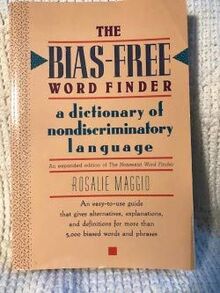 THE
BIAS-FREE
WORD FINDER
a dictionary of
nondiscriminatory
language
An expanded edition of The Nonsexist Word Finder
ROSALIE MAGGIO
An easy-to-use guide
that gives alternatives, explanations,
and definitions for more than
5,000 biased words and phrases